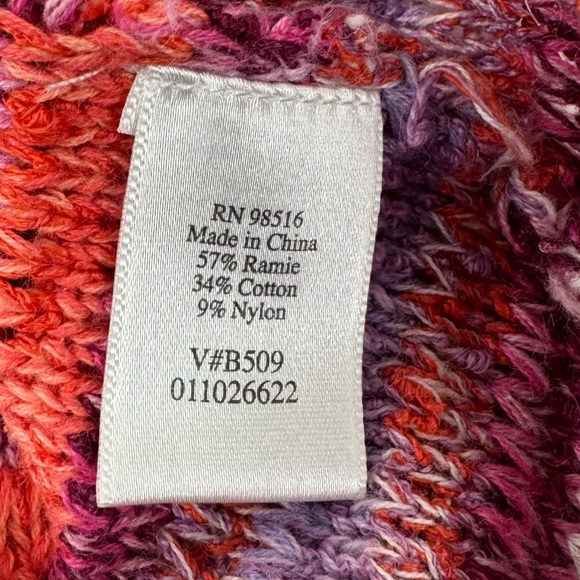 RN 98516
Made in China
57% Ramie
34% Cotton
9% Nylon
V#B509
011026622